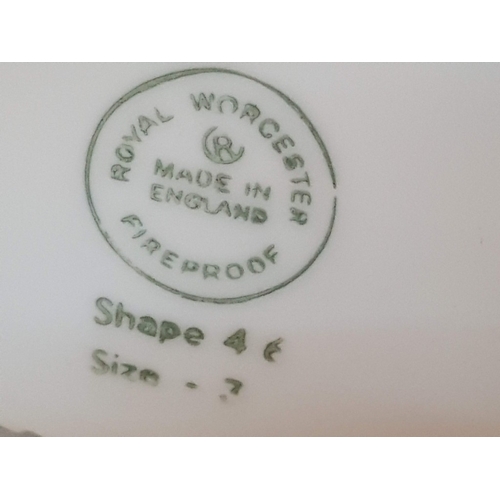 ROYAL WORCESTER
R
MADE IN
ENGLAND
FIREPROOF
Shape 4
Size -